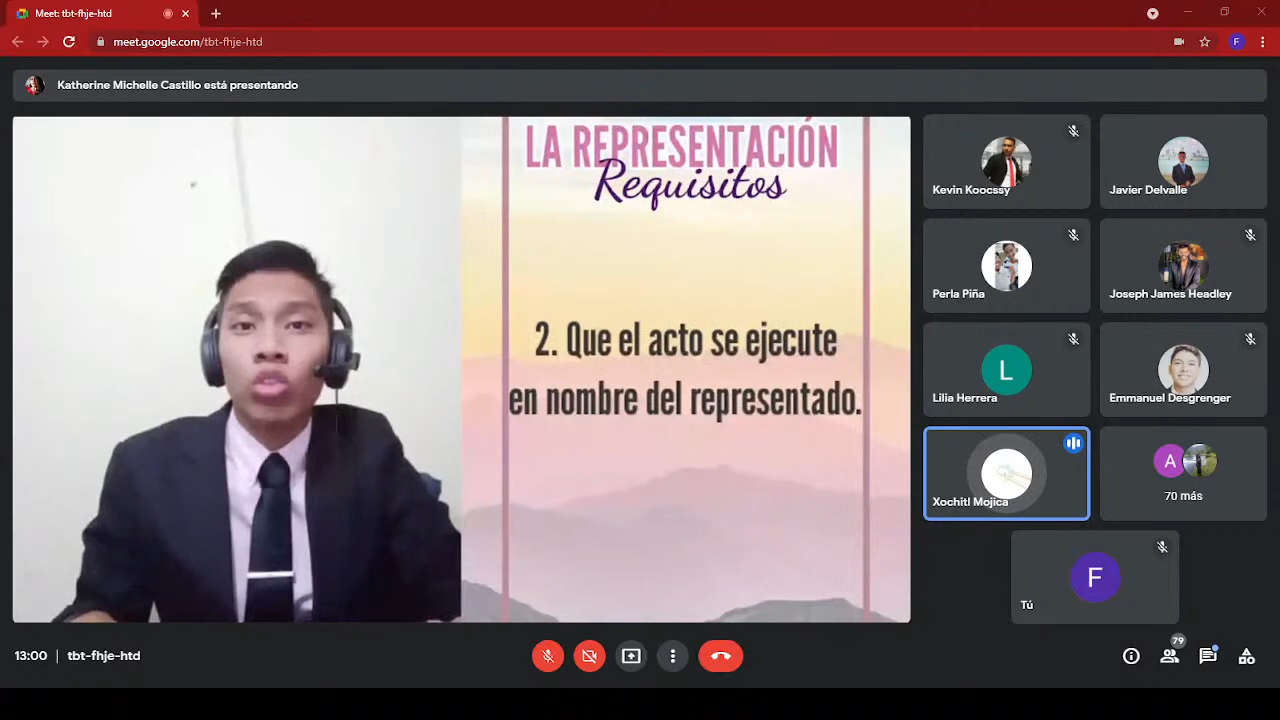 Meet: tbt-fhje-htd
meet.google.com/tbt-fhje-htd
F
Katherine Michelle Castillo está presentando
LA REPRESENTACIÓN
Requisitos
2. Que el acto se ejecute
en nombre del representado.
Kevin Koocssy
Javier Delvalle
Perla Piña
Joseph James Headley
L
Lilia Herrera
Emmanuel Desgrenger
Xochitl Mojica
A
70 más
F
Tú
13:00 | tbt-fhje-htd
79